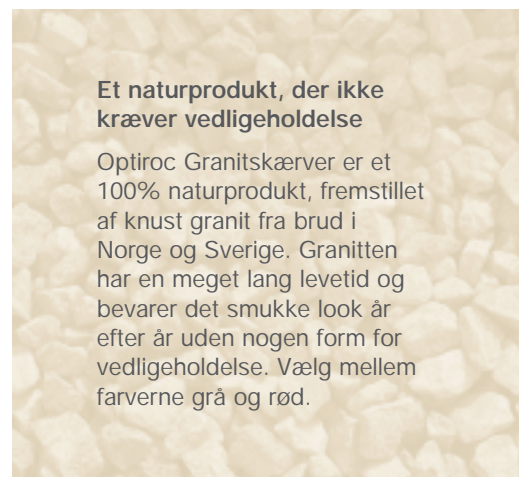 Et naturprodukt, der ikke
kræver vedligeholdelse
Optiroc Granitskærver er et
100% naturprodukt, fremstillet
af knust granit fra brud i
Norge og Sverige. Granitten
har en meget lang levetid og
bevarer det smukke look år
efter år uden nogen form for
vedligeholdelse. Vælg mellem
farverne grå og rød.